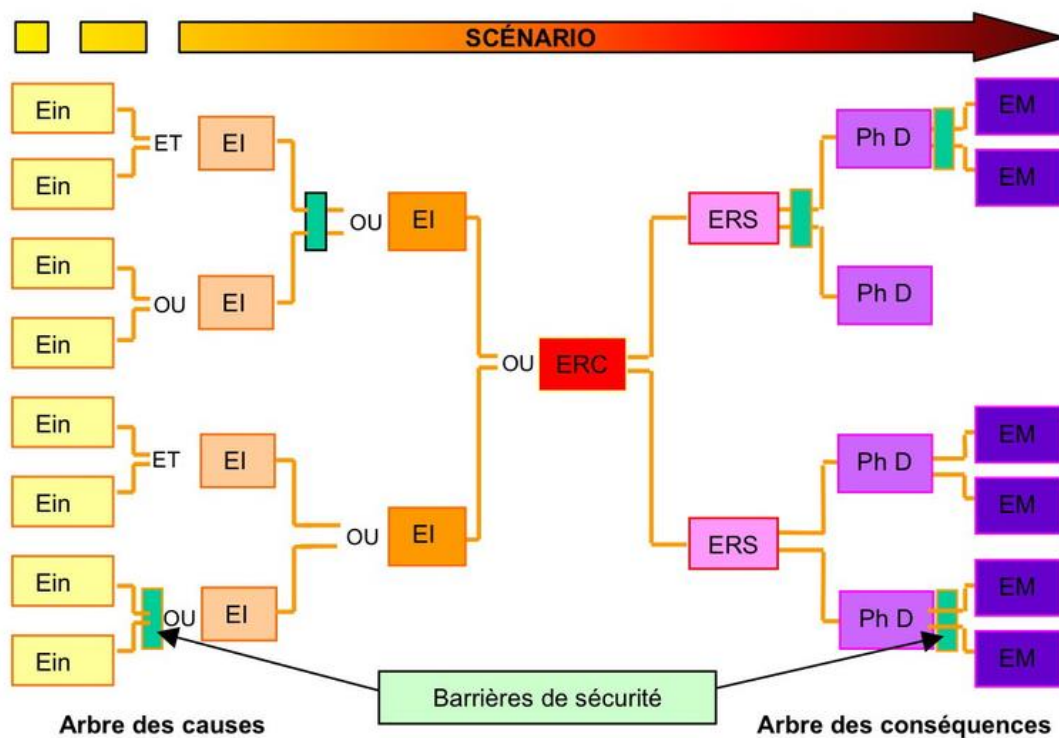 SCÉNARIO
Ein
Ein
ET
EI
Ein
Ein
OU
EI
OU
EI
Ein
Ein
ET
EI
Ein
Ein
OU
EI
OU
EI
OU
ERC
ERS
Ph D
EM
EM
Ph D
ERS
Ph D
EM
EM
Ph D
EM
EM
Barrières de sécurité
Arbre des causes
Arbre des conséquences